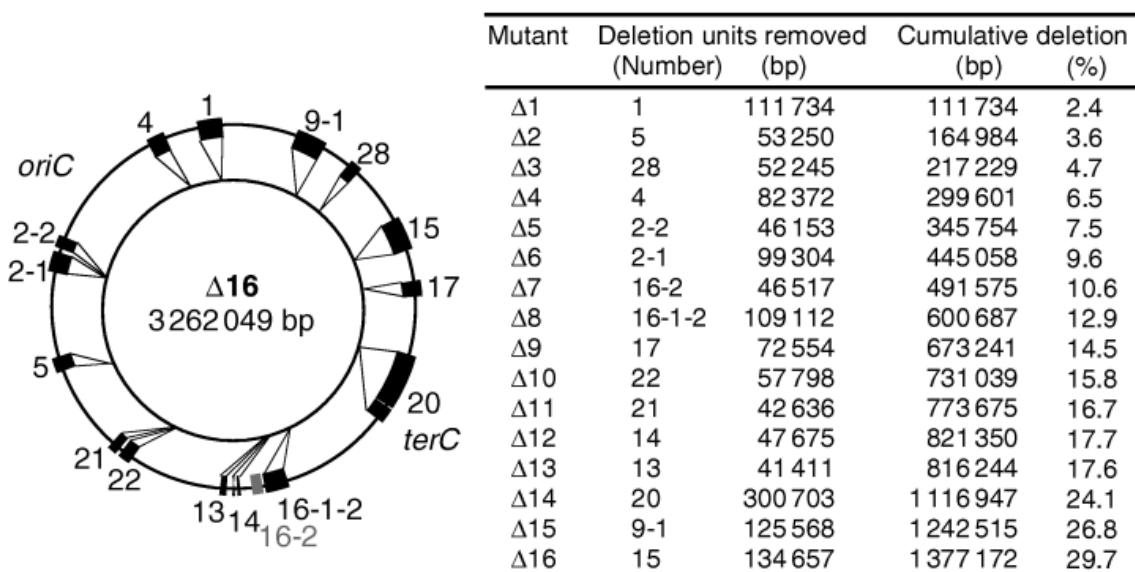 1
4
9-1
28
oriC
15
2-2
2-1
17
Δ16
3 262 049 bp
5
20
terC
21
22
13
14
16-1-2
16-2
Mutant Deletion units removed Cumulative deletion
(Number) (bp) (bp) (%)
Δ1 1 111 734 111 734 2.4
Δ2 5 53 250 164 984 3.6
Δ3 28 52 245 217 229 4.7
Δ4 4 82 372 299 601 6.5
Δ5 2-2 46 153 345 754 7.5
Δ6 2-1 99 304 445 058 9.6
Δ7 16-2 46 517 491 575 10.6
Δ8 16-1-2 109 112 600 687 12.9
Δ9 17 72 554 673 241 14.5
Δ10 22 57 798 731 039 15.8
Δ11 21 42 636 773 675 16.7
Δ12 14 47 675 821 350 17.7
Δ13 13 41 411 816 244 17.6
Δ14 20 300 703 1 116 947 24.1
Δ15 9-1 125 568 1 242 515 26.8
Δ16 15 134 657 1 377 172 29.7